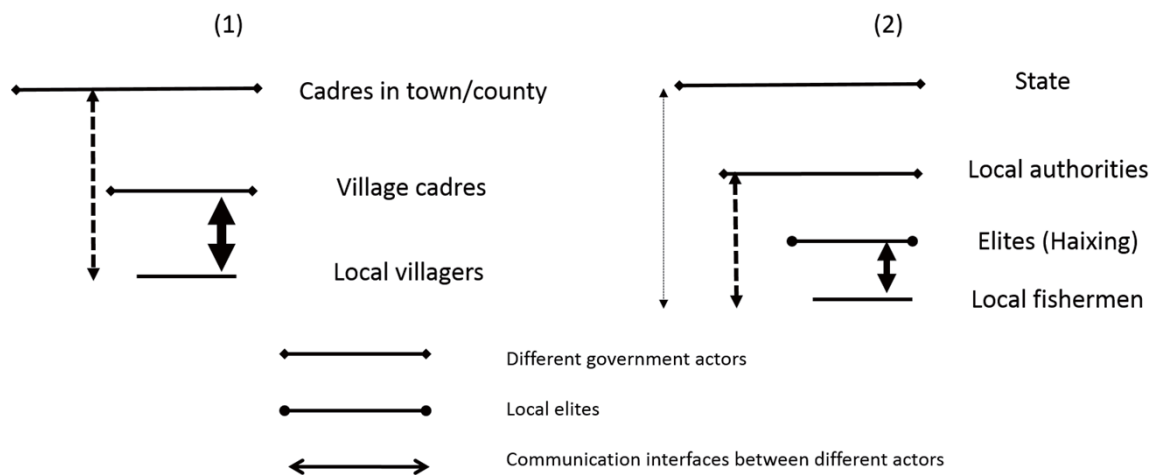 (1)
Cadres in town/county
Village cadres
Local villagers
(2)
State
Local authorities
Elites (Haixing)
Local fishermen
Different government actors
Local elites
Communication interfaces between different actors